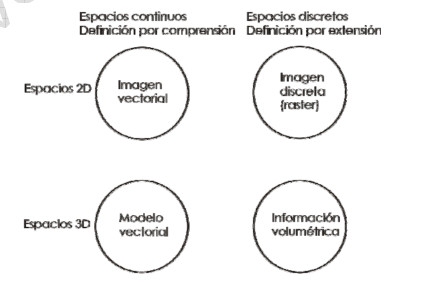 Espacios continuos
Definición por comprensión
Espacios discretos
Definición por extensión
Espacios 2D
Imagen
vectorial
Imagen
discreta
{raster}
Espacios 3D
Modelo
vectorial
Información
volumétrica